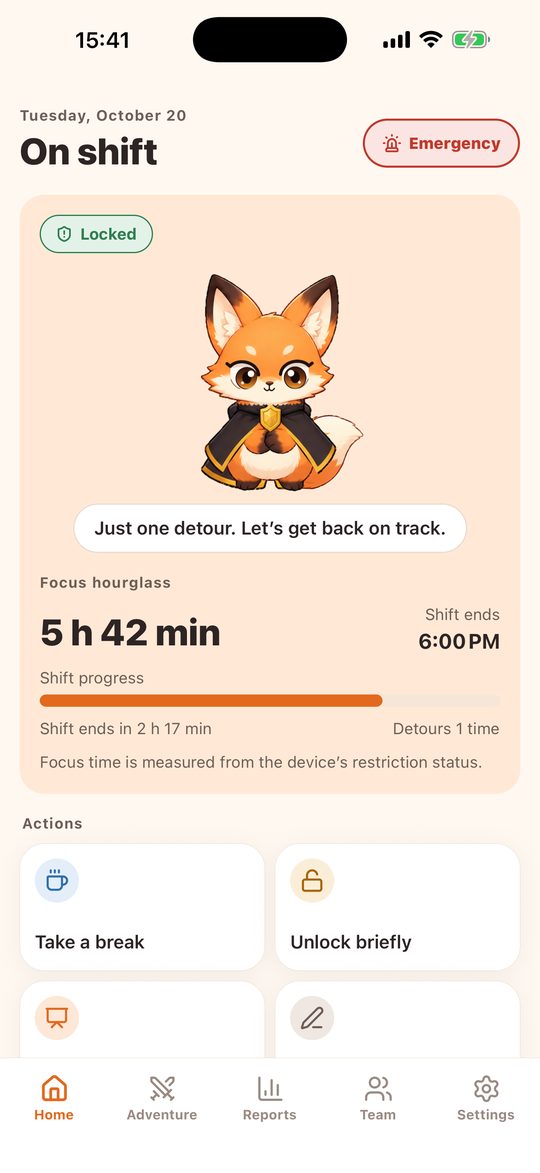 15:41
Tuesday, October 20
On shift
Emergency
Locked
Just one detour. Let’s get back on track.
Focus hourglass
5 h 42 min
Shift ends
6:00 PM
Shift progress
Shift ends in 2 h 17 min
Detours 1 time
Focus time is measured from the device’s restriction status.
Actions
Take a break
Unlock briefly
Home
Adventure
Reports
Team
Settings